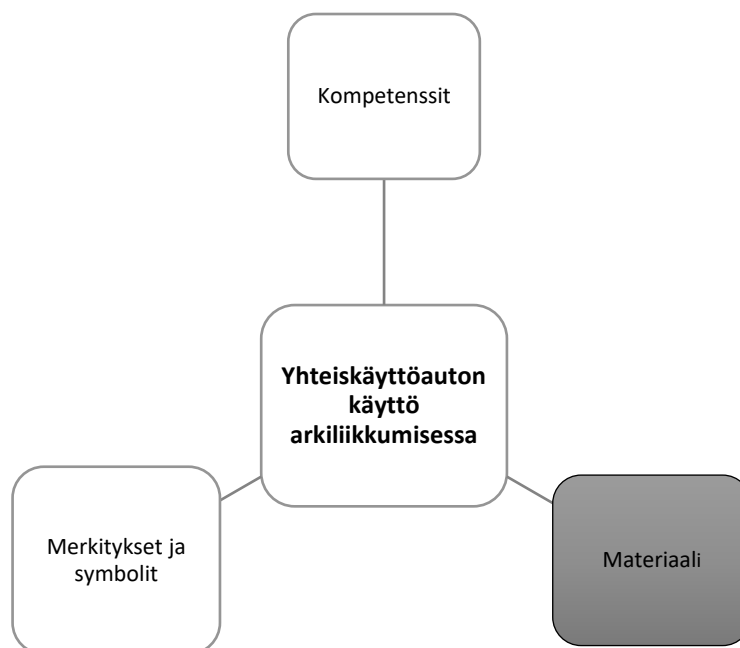 Kompetenssit
Yhteiskäyttöauton
käyttö
arkiliikkumisessa
Merkitykset ja
symbolit
Materiaali